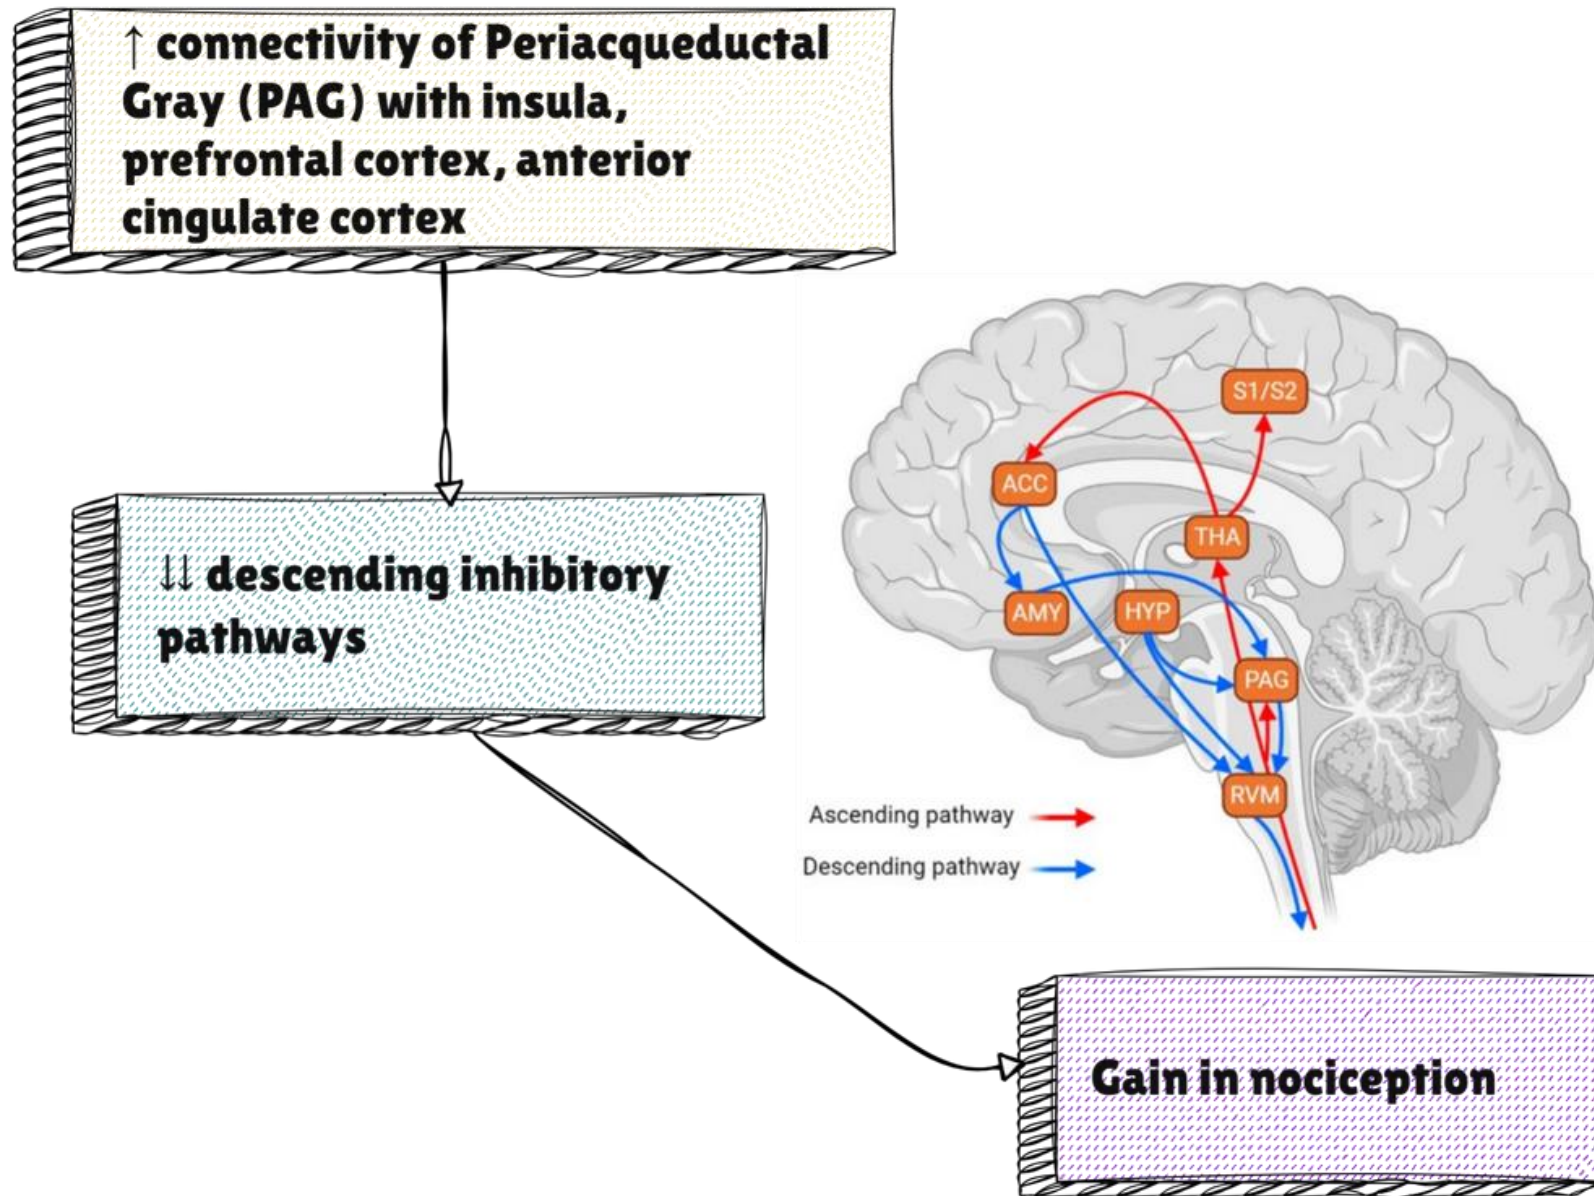 ↑ connectivity of Periacqueductal
Gray (PAG) with insula,
prefrontal cortex, anterior
cingulate cortex
↓↓ descending inhibitory
pathways
S1/S2
ACC
THA
AMY
HYP
PAG
RVM
Ascending pathway
Descending pathway
Gain in nociception